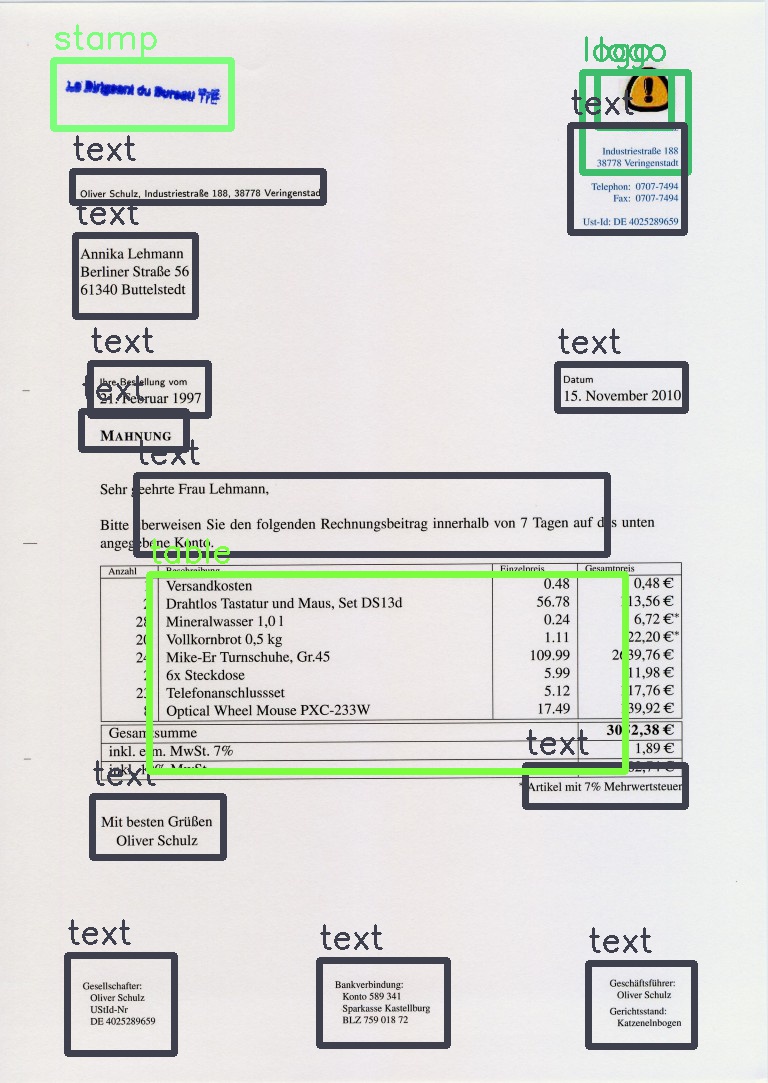 stamp
logo
logo
Le Dirigeant du Bureau
text
Industriestraße 188
38778 Veringenstadt
Telephon: 0707-7494
Fax: 0707-7494
Ust-Id: DE 4025289659
text
Oliver Schulz, Industriestraße 188, 38778 Veringenstadt
text
Annika Lehmann
Berliner Straße 56
61340 Buttelstedt
text
Ihre Bestellung vom
21. Februar 1997
text
Datum
15. November 2010
text
MAHNUNG
text
Sehr geehrte Frau Lehmann,
Bitte überweisen Sie den folgenden Rechnungsbeitrag innerhalb von 7 Tagen auf das unten
angegebene Konto.
table
Anzahl Beschreibung Einzelpreis Gesamtpreis
Versandkosten 0.48 0,48 €
2 Drahtlos Tastatur und Maus, Set DS13d 56.78 113,56 €
28 Mineralwasser 1,0 l 0.24 6,72 €*
20 Vollkornbrot 0,5 kg 1.11 22,20 €*
24 Mike-Er Turnschuhe, Gr.45 109.99 2639,76 €
2 6x Steckdose 5.99 11,98 €
23 Telefonanschlussset 5.12 117,76 €
8 Optical Wheel Mouse PXC-233W 17.49 139,92 €
Gesamtsumme 3052,38 €
inkl. erm. MwSt. 7% 1,89 €
inkl. MwSt.
text
*Artikel mit 7% Mehrwertsteuer
text
Mit besten Grüßen
Oliver Schulz
text
Gesellschafter:
Oliver Schulz
UStId-Nr
DE 4025289659
text
Bankverbindung:
Konto 589 341
Sparkasse Kastellburg
BLZ 759 018 72
text
Geschäftsführer:
Oliver Schulz
Gerichtsstand:
Katzenelnbogen